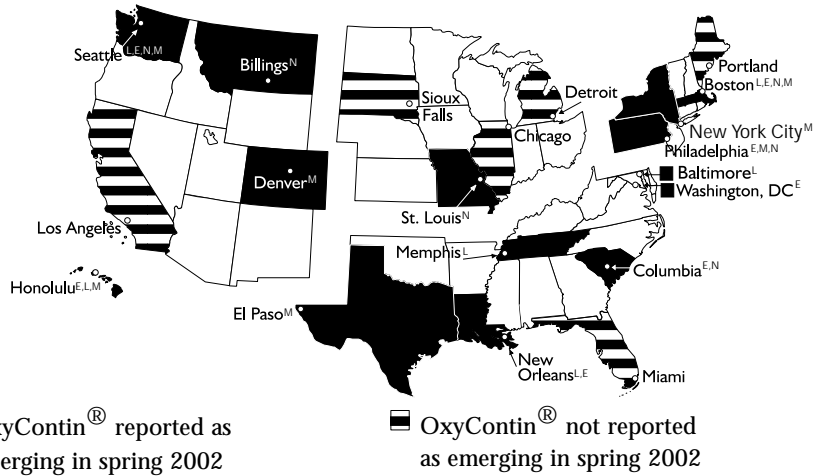 Seattle L,E,N,M
Billings N
Sioux
Falls
Detroit
Portland
Boston L,E,N,M
Chicago
New York City M
Philadelphia E,M,N
Baltimore L
Washington, DC E
Denver M
St. Louis N
Los Angeles
Memphis L
Columbia E,N
Honolulu E,L,M
El Paso M
New
Orleans L,E
Miami
xyContin® reported as
erging in spring 2002
OxyContin® not reported
as emerging in spring 2002